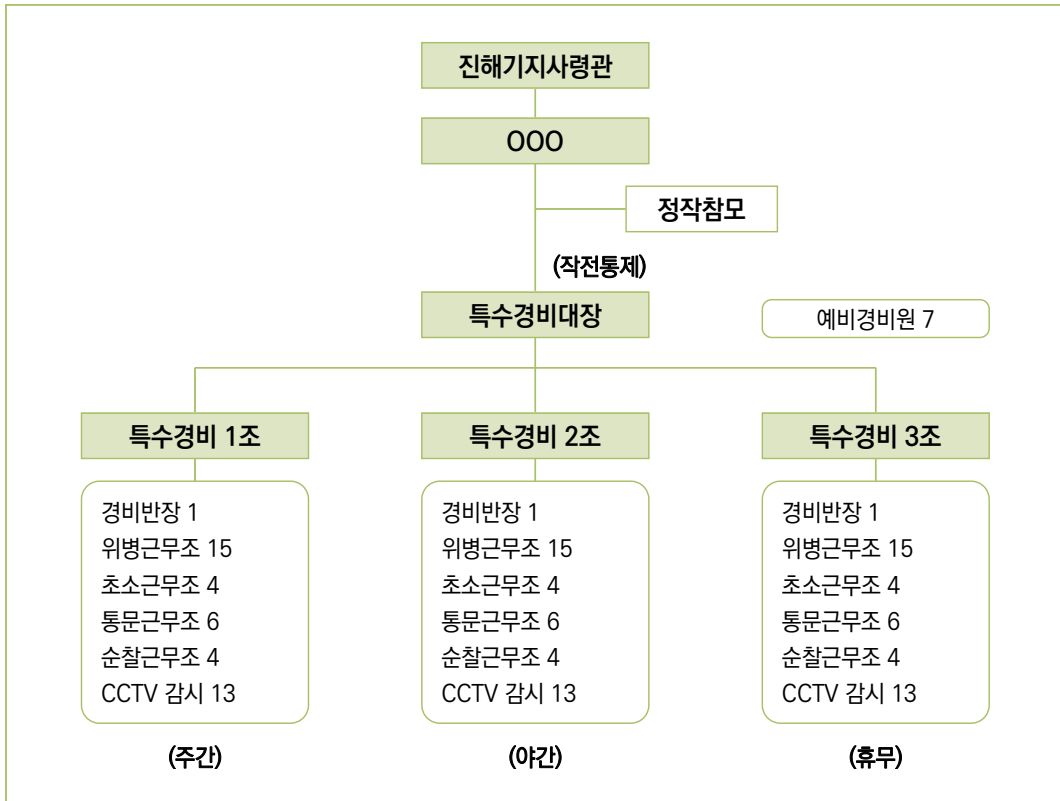 진해기지사령관
OOO
정작참모
(작전통제)
특수경비대장
예비경비원 7
특수경비 1조
경비반장 1
위병근무조 15
초소근무조 4
통문근무조 6
순찰근무조 4
CCTV 감시 13
(주간)
특수경비 2조
경비반장 1
위병근무조 15
초소근무조 4
통문근무조 6
순찰근무조 4
CCTV 감시 13
(야간)
특수경비 3조
경비반장 1
위병근무조 15
초소근무조 4
통문근무조 6
순찰근무조 4
CCTV 감시 13
(휴무)